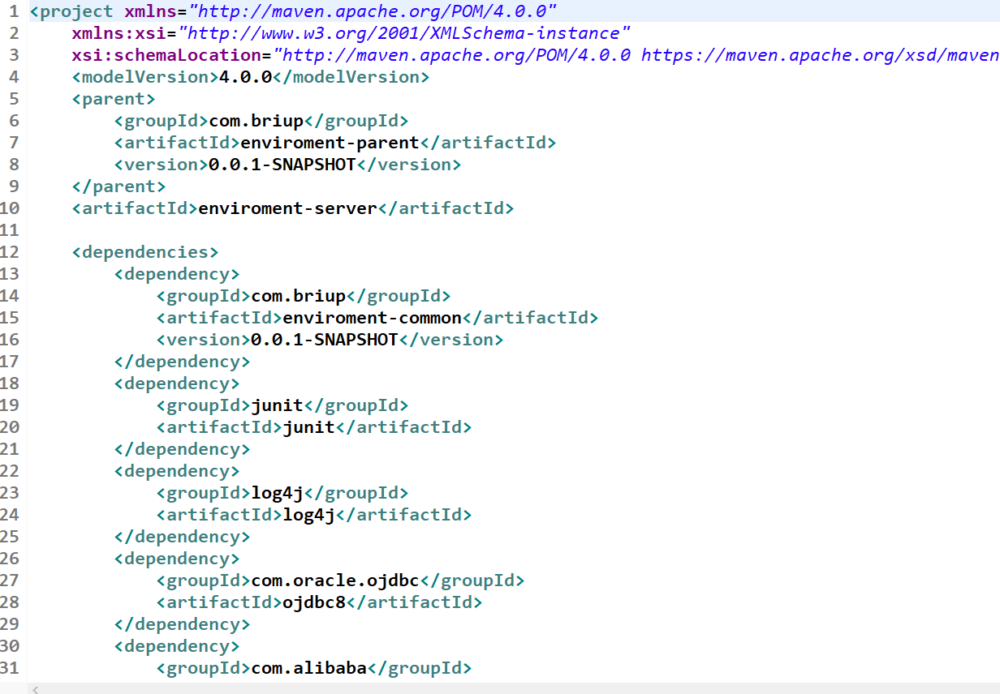 1 <project xmlns="http://maven.apache.org/POM/4.0.0"
2 xmlns:xsi="http://www.w3.org/2001/XMLSchema-instance"
3 xsi:schemaLocation="http://maven.apache.org/POM/4.0.0 https://maven.apache.org/xsd/maven
4 <modelVersion>4.0.0</modelVersion>
5 <parent>
6 <groupId>com.briup</groupId>
7 <artifactId>enviroment-parent</artifactId>
8 <version>0.0.1-SNAPSHOT</version>
9 </parent>
10 <artifactId>enviroment-server</artifactId>
11
12 <dependencies>
13 <dependency>
14 <groupId>com.briup</groupId>
15 <artifactId>enviroment-common</artifactId>
16 <version>0.0.1-SNAPSHOT</version>
17 </dependency>
18 <dependency>
19 <groupId>junit</groupId>
20 <artifactId>junit</artifactId>
21 </dependency>
22 <dependency>
23 <groupId>log4j</groupId>
24 <artifactId>log4j</artifactId>
25 </dependency>
26 <dependency>
27 <groupId>com.oracle.ojdbc</groupId>
28 <artifactId>ojdbc8</artifactId>
29 </dependency>
30 <dependency>
31 <groupId>com.alibaba</groupId>